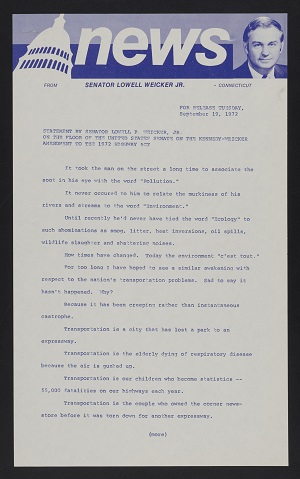 news
FROM SENATOR LOWELL WEICKER JR. - CONNECTICUT
FOR RELEASE TUESDAY,
September 19, 1972
STATEMENT BY SENATOR LOWELL P. WEICKER, JR.
ON THE FLOOR OF THE UNITED STATES SENATE ON THE KENNEDY-WEICKER
AMENDMENT TO THE 1972 HIGHWAY ACT
It took the man on the street a long time to associate the
soot in his eye with the word "Pollution."
It never occured to him to relate the murkiness of his
rivers and streams to the word "Environment."
Until recently he'd never have tied the word "Ecology" to
such abominations as smog, litter, heat inversions, oil spills,
wildlife slaughter and shattering noises.
How times have changed. Today the environment "c'est tout."
For too long I have hoped to see a similar awakening with
respect to the nation's transportation problems. Sad to say it
hasn't happened. Why?
Because it has been creeping rather than instantaneous
castrophe.
Transportation is a city that has lost a park to an
expressway.
Transportation is the elderly dying of respiratory disease
because the air is gunked up.
Transportation is our children who become statistics --
55,000 fatalities on our highways each year.
Transportation is the couple who owned the corner news-
store before it was torn down for another expressway.
(more)